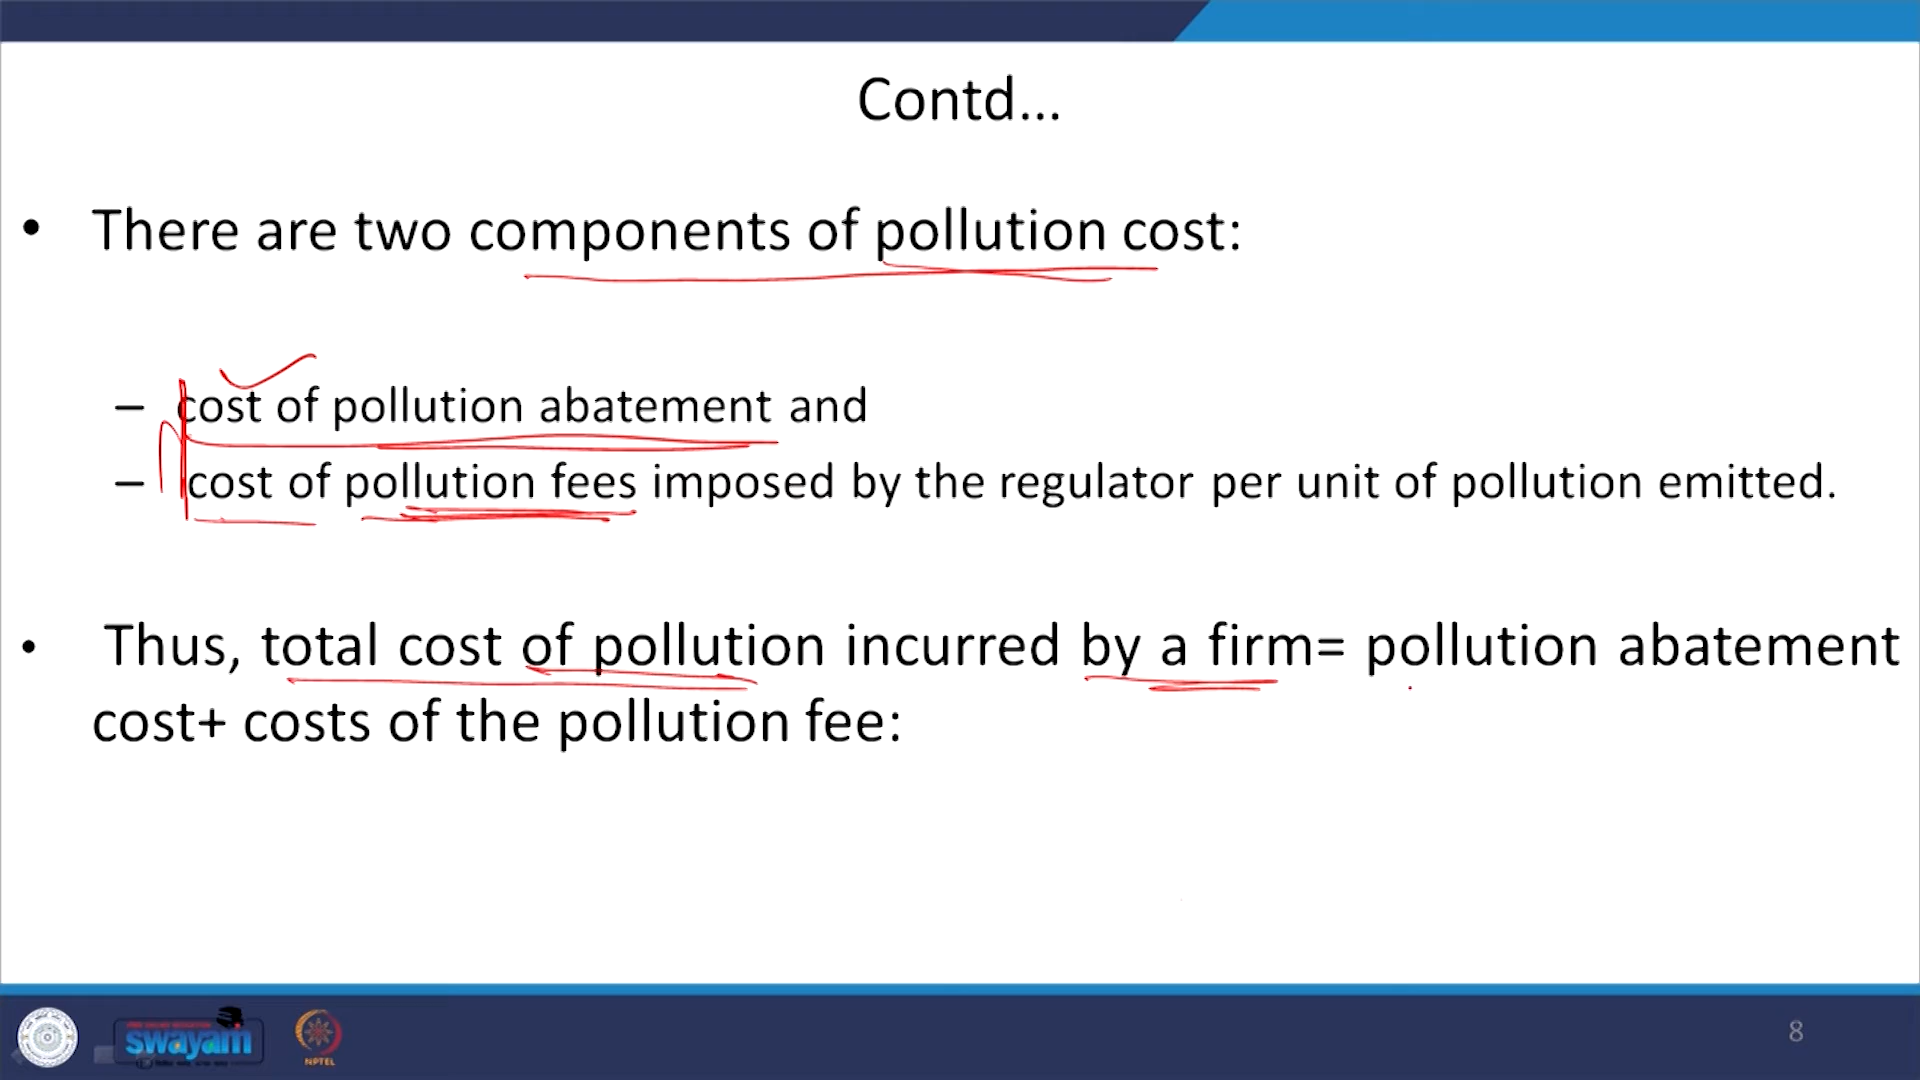 Contd...
• There are two components of pollution cost:
– cost of pollution abatement and
– cost of pollution fees imposed by the regulator per unit of pollution emitted.
• Thus, total cost of pollution incurred by a firm= pollution abatement
cost+ costs of the pollution fee:
swayam
NPTEL
8